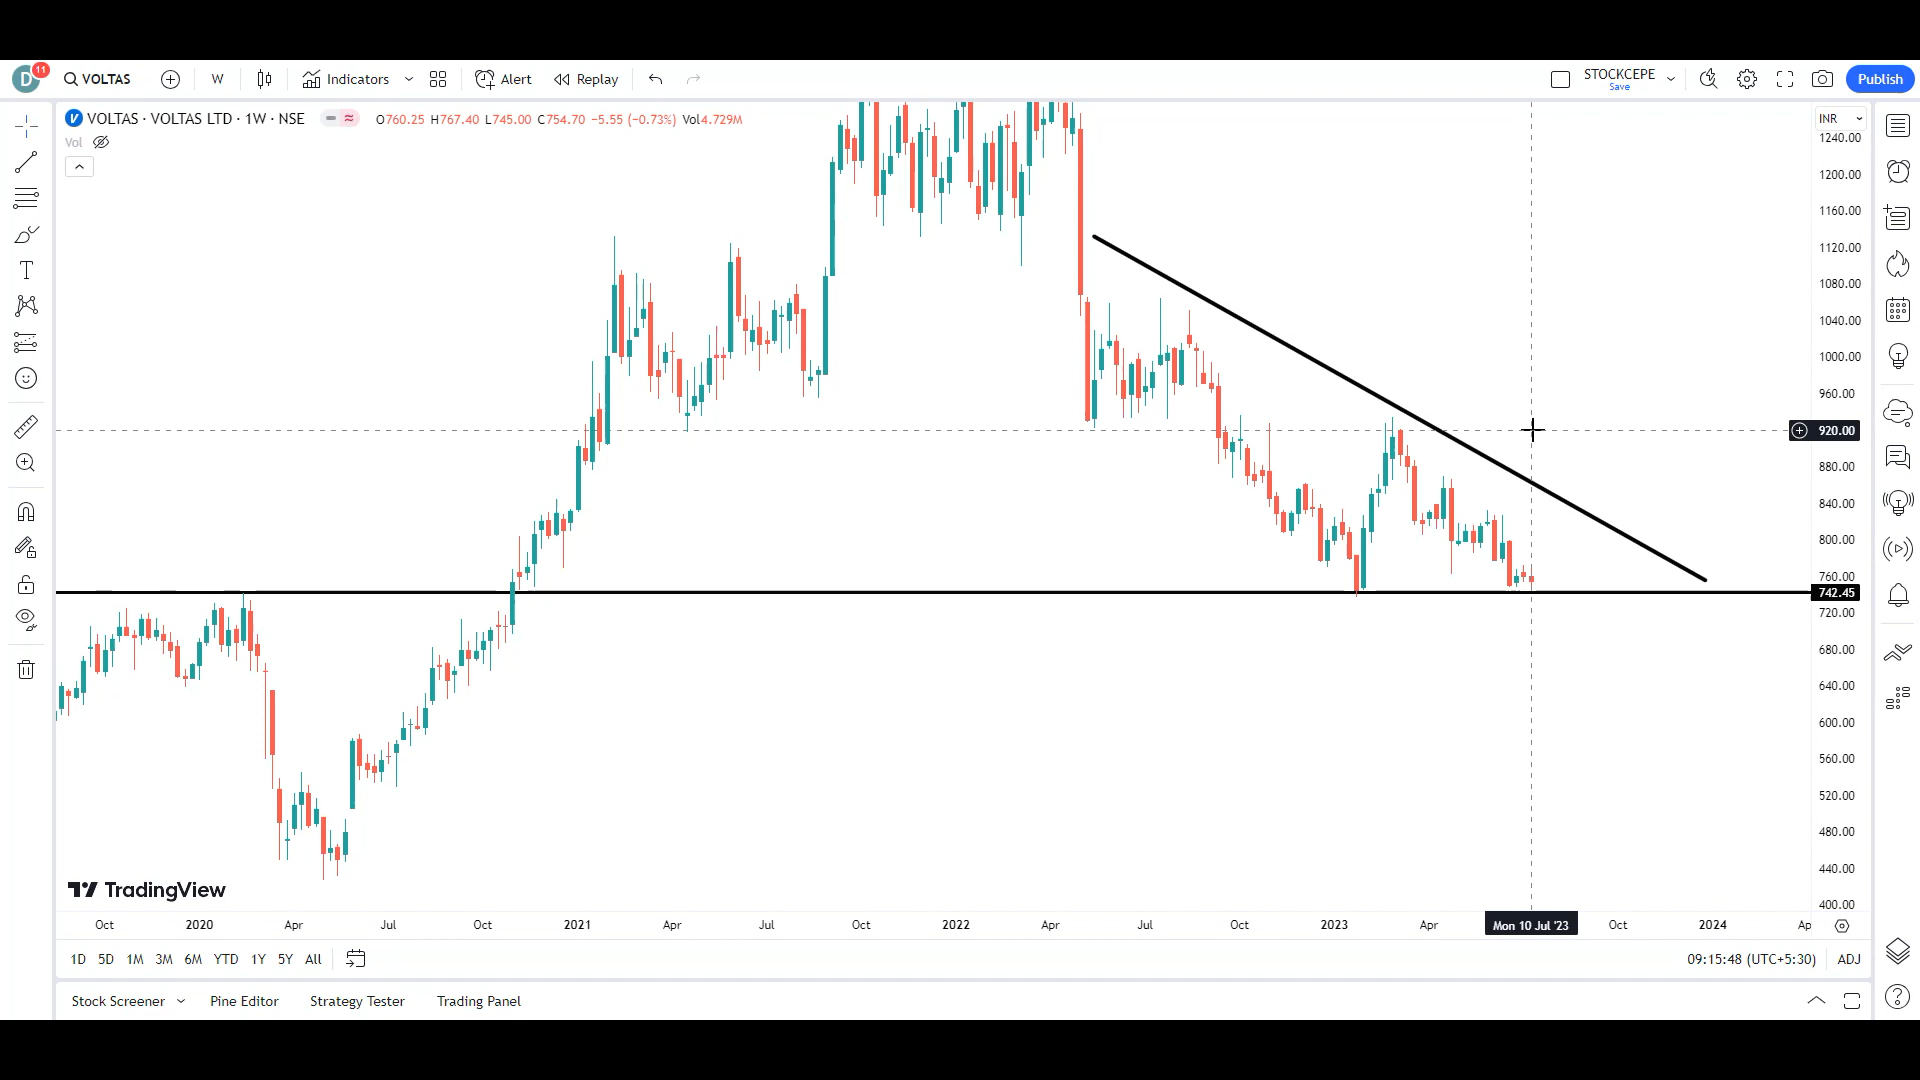 D
11
VOLTAS
W
Indicators
Alert
Replay
STOCKCEPE
Save
Publish
VOLTAS · VOLTAS LTD · 1W · NSE
O760.25 H767.40 L745.00 C754.70 −5.55 (−0.73%) Vol4.729M
Vol
INR
1240.00
1200.00
1160.00
1120.00
1080.00
1040.00
1000.00
960.00
920.00
880.00
840.00
800.00
760.00
742.45
720.00
680.00
640.00
600.00
560.00
520.00
480.00
440.00
400.00
TradingView
Oct 2020 Apr Jul Oct 2021 Apr Jul Oct 2022 Apr Jul Oct 2023 Apr Mon 10 Jul '23 Oct 2024 Ap
1D 5D 1M 3M 6M YTD 1Y 5Y All
09:15:48 (UTC+5:30) ADJ
Stock Screener Pine Editor Strategy Tester Trading Panel